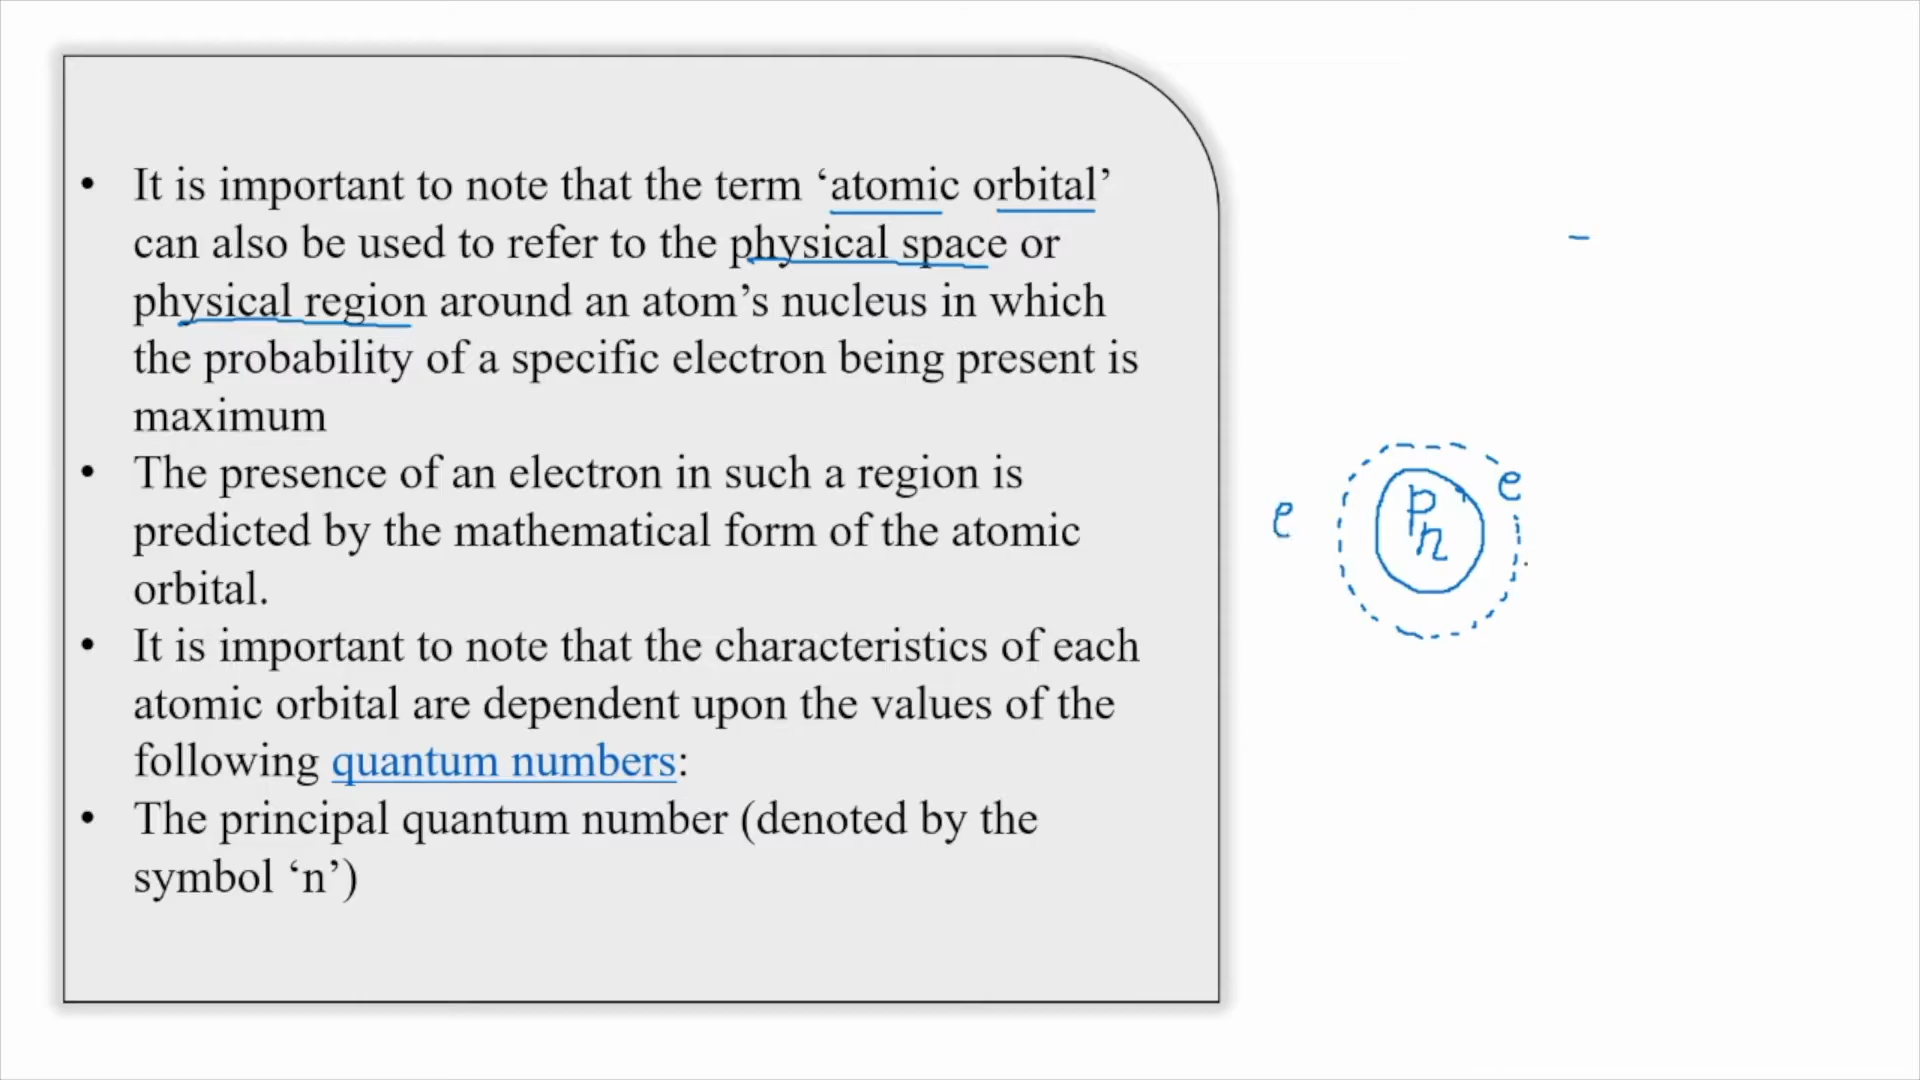 • It is important to note that the term ‘atomic orbital’
can also be used to refer to the physical space or
physical region around an atom’s nucleus in which
the probability of a specific electron being present is
maximum
• The presence of an electron in such a region is
predicted by the mathematical form of the atomic
orbital.
• It is important to note that the characteristics of each
atomic orbital are dependent upon the values of the
following quantum numbers:
• The principal quantum number (denoted by the
symbol ‘n’)
e
P
n
e